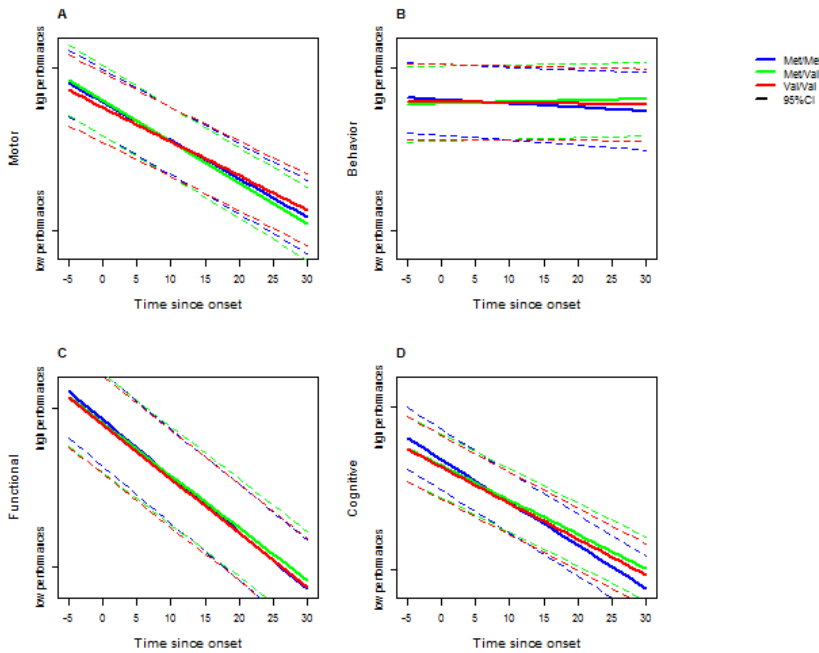 A
high performances
low performances
Motor
-5 0 5 10 15 20 25 30
Time since onset
B
high performances
low performances
Behavior
-5 0 5 10 15 20 25 30
Time since onset
Met/Met
Met/Val
Val/Val
95%CI
C
high performances
low performances
Functional
-5 0 5 10 15 20 25 30
Time since onset
D
high performances
low performances
Cognitive
-5 0 5 10 15 20 25 30
Time since onset